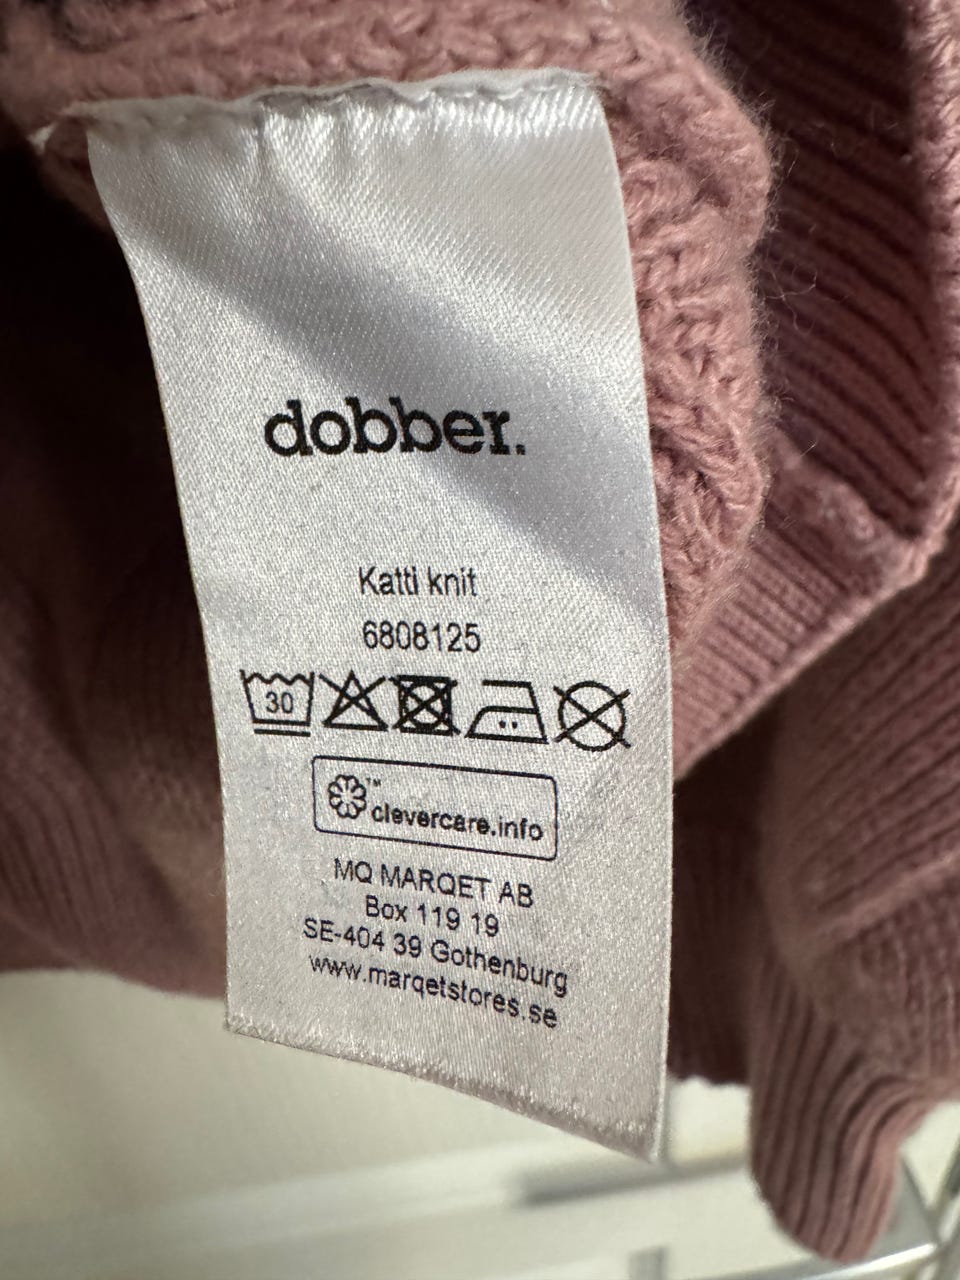 dobber.
Katti knit
6808125
30
™
clevercare.info
MQ MARQET AB
Box 119 19
SE-404 39 Gothenburg
www.marqetstores.se